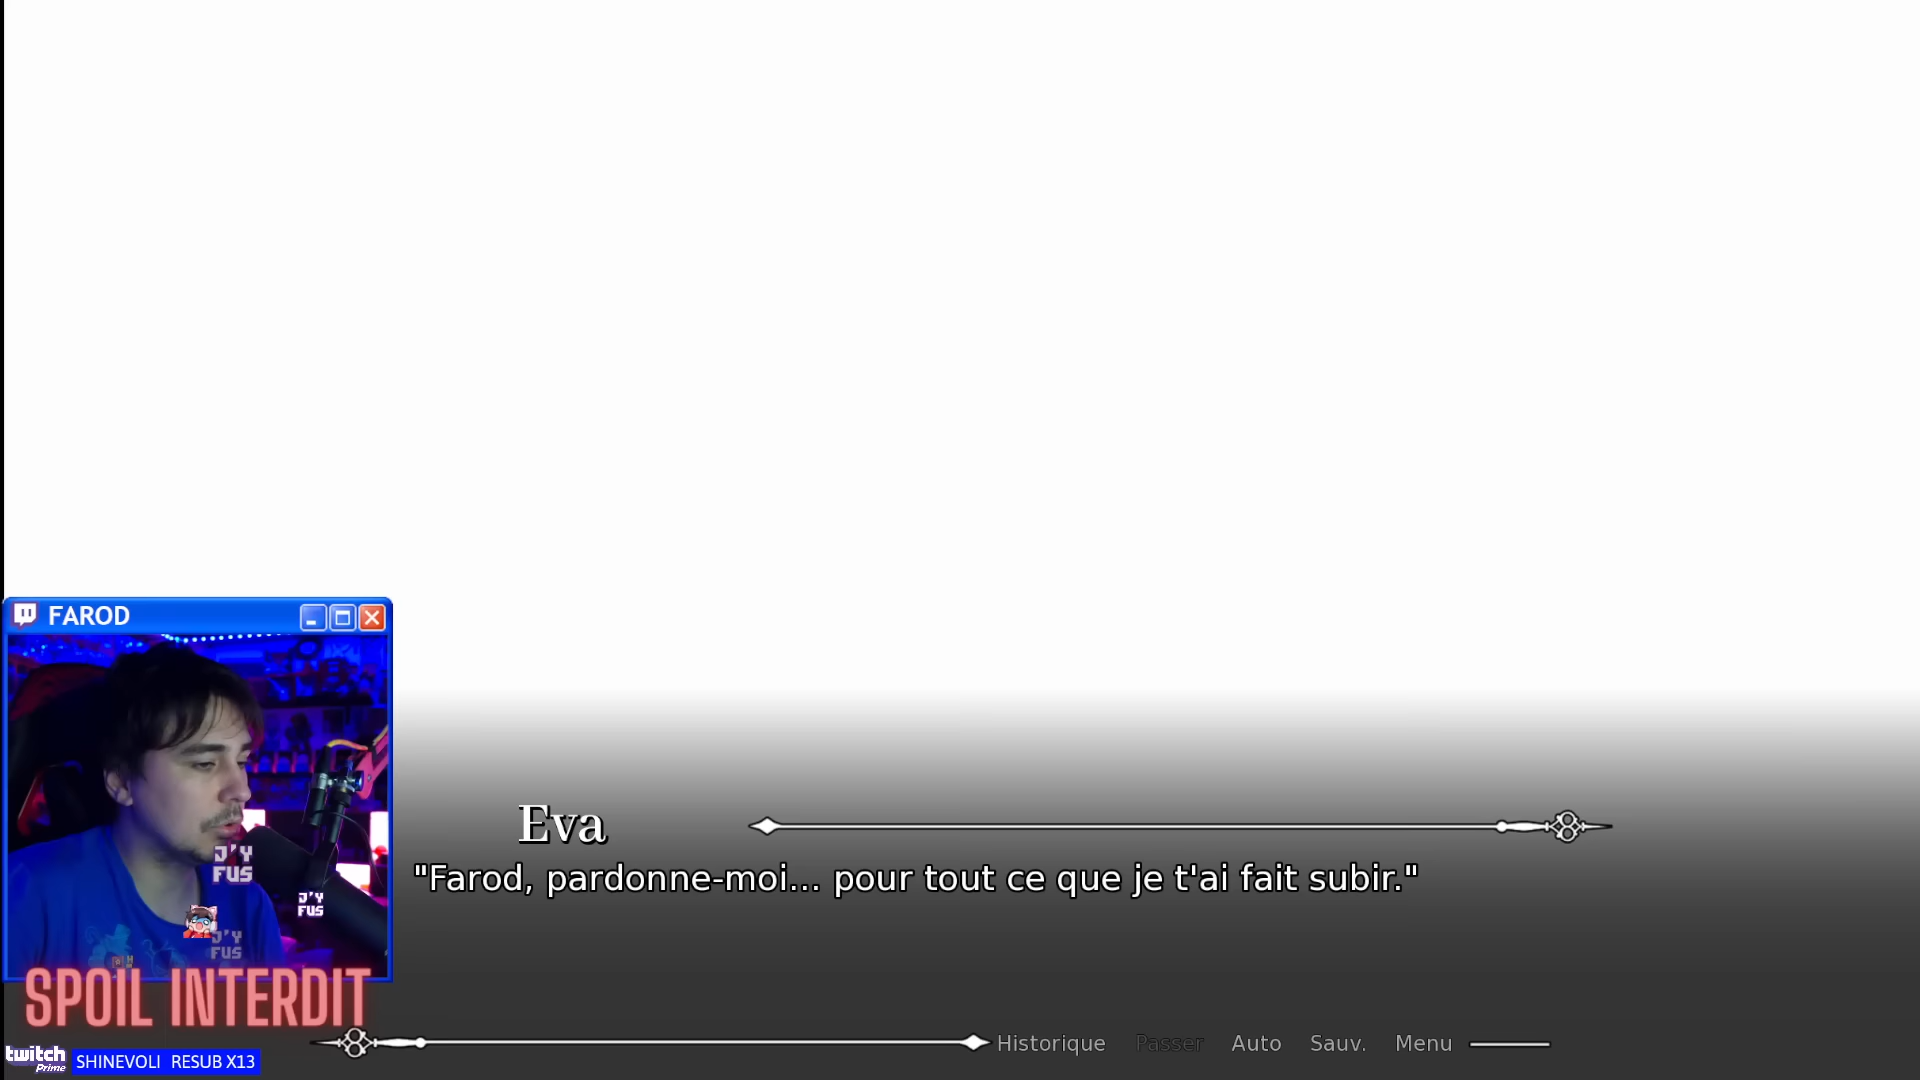 FAROD
J'Y
FUS
J'Y
FUS
J'Y
FUS
Eva
"Farod, pardonne-moi... pour tout ce que je t'ai fait subir."
SPOIL INTERDIT
Historique Passer Auto Sauv. Menu
twitch
Prime
SHINEVOLI RESUB X13